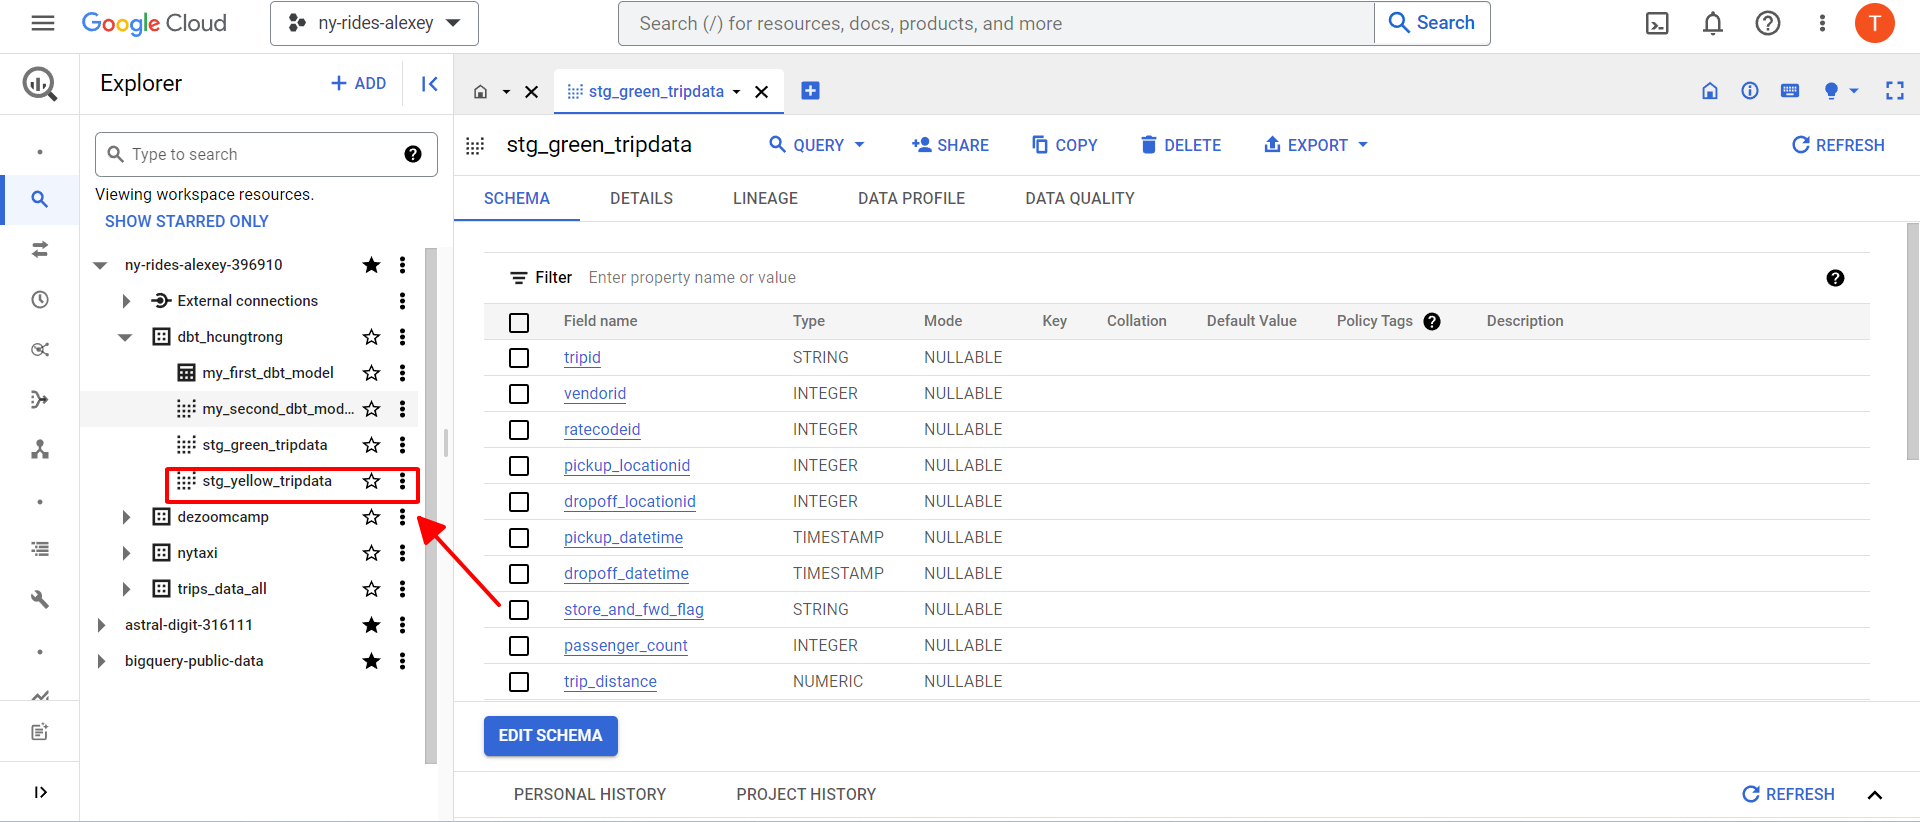 Google Cloud
ny-rides-alexey
Search (/) for resources, docs, products, and more
Search
T
Explorer
ADD
stg_green_tripdata
Type to search
Viewing workspace resources.
SHOW STARRED ONLY
ny-rides-alexey-396910
External connections
dbt_hcungtrong
my_first_dbt_model
my_second_dbt_mod...
stg_green_tripdata
stg_yellow_tripdata
dezoomcamp
nytaxi
trips_data_all
astral-digit-316111
bigquery-public-data
stg_green_tripdata
QUERY SHARE COPY DELETE EXPORT REFRESH
SCHEMA DETAILS LINEAGE DATA PROFILE DATA QUALITY
Filter Enter property name or value
Field name Type Mode Key Collation Default Value Policy Tags Description
tripid STRING NULLABLE
vendorid INTEGER NULLABLE
ratecodeid INTEGER NULLABLE
pickup_locationid INTEGER NULLABLE
dropoff_locationid INTEGER NULLABLE
pickup_datetime TIMESTAMP NULLABLE
dropoff_datetime TIMESTAMP NULLABLE
store_and_fwd_flag STRING NULLABLE
passenger_count INTEGER NULLABLE
trip_distance NUMERIC NULLABLE
EDIT SCHEMA
PERSONAL HISTORY PROJECT HISTORY REFRESH